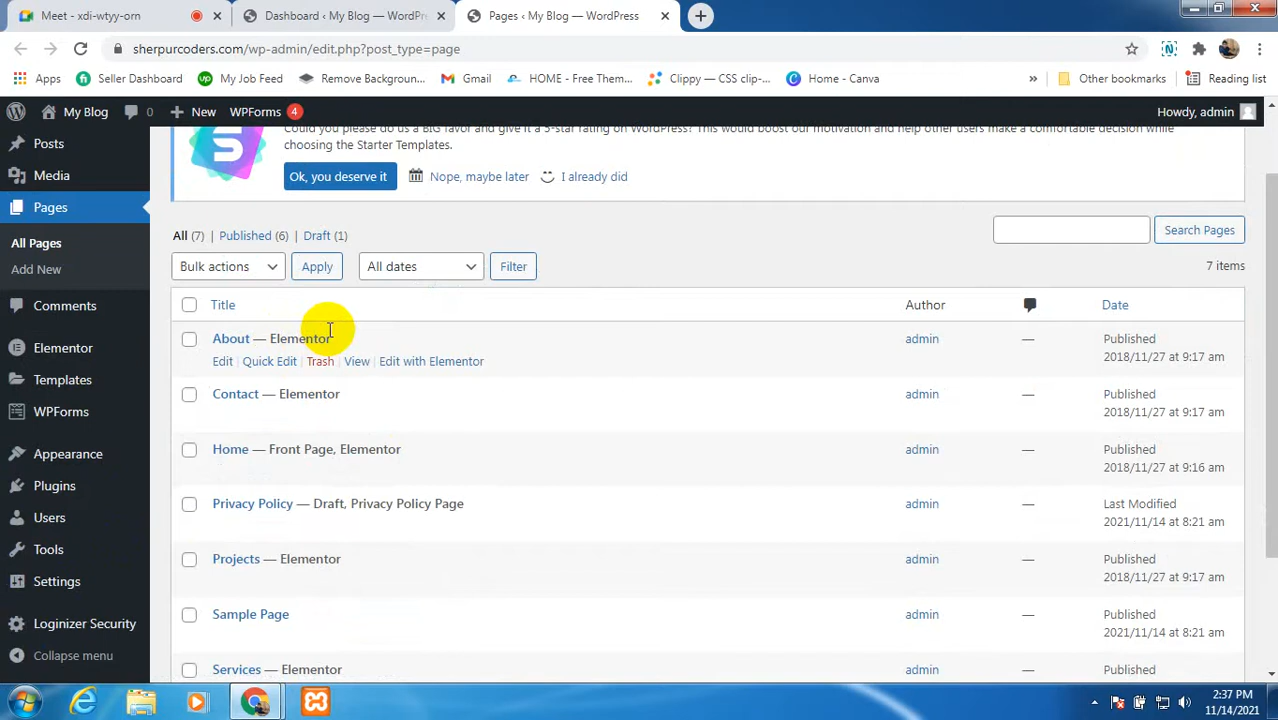 Meet - xdi-wtyy-orn
Dashboard ‹ My Blog — WordPr
Pages ‹ My Blog — WordPress
sherpurcoders.com/wp-admin/edit.php?post_type=page
Apps
Seller Dashboard
My Job Feed
Remove Backgroun...
Gmail
HOME - Free Them...
Clippy — CSS clip-...
Home - Canva
»
Other bookmarks
Reading list
My Blog
0
New
WPForms 4
Howdy, admin
Could you please do us a BIG favor and give it a 5-star rating on WordPress? This would boost our motivation and help other users make a comfortable decision while
choosing the Starter Templates.
Ok, you deserve it
Nope, maybe later
I already did
Posts
Media
Pages
All Pages
Add New
Comments
Elementor
Templates
WPForms
Appearance
Plugins
Users
Tools
Settings
Loginizer Security
Collapse menu
All (7) | Published (6) | Draft (1)
Search Pages
Bulk actions
Apply
All dates
Filter
7 items
Title
Author
Date
About — Elementor
admin
—
Published
2018/11/27 at 9:17 am
Edit | Quick Edit | Trash | View | Edit with Elementor
Contact — Elementor
admin
—
Published
2018/11/27 at 9:17 am
Home — Front Page, Elementor
admin
—
Published
2018/11/27 at 9:16 am
Privacy Policy — Draft, Privacy Policy Page
admin
—
Last Modified
2021/11/14 at 8:21 am
Projects — Elementor
admin
—
Published
2018/11/27 at 9:17 am
Sample Page
admin
—
Published
2021/11/14 at 8:21 am
Services — Elementor
admin
—
Published
2:37 PM
11/14/2021